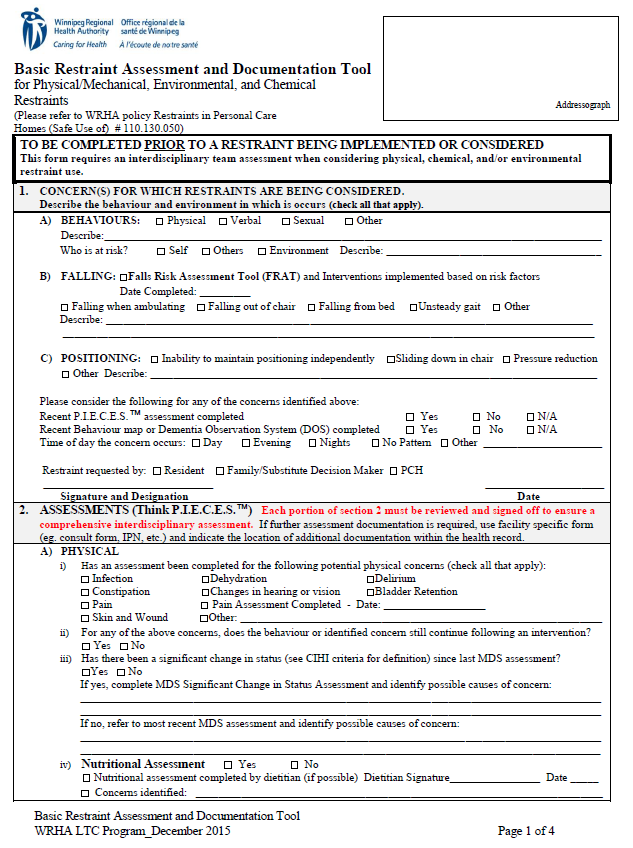 Winnipeg Regional Health Authority
Office régionale de la santé de Winnipeg
Caring for Health
À l'écoute de notre santé
Basic Restraint Assessment and Documentation Tool
for Physical/Mechanical, Environmental, and Chemical
Restraints
(Please refer to WRHA policy Restraints in Personal Care
Homes (Safe Use of) # 110.130.050)
Addressograph
TO BE COMPLETED PRIOR TO A RESTRAINT BEING IMPLEMENTED OR CONSIDERED
This form requires an interdisciplinary team assessment when considering physical, chemical, and/or environmental
restraint use.
1. CONCERN(S) FOR WHICH RESTRAINTS ARE BEING CONSIDERED.
Describe the behaviour and environment in which is occurs (check all that apply).
A) BEHAVIOURS: □ Physical □ Verbal □ Sexual □ Other
Describe:
Who is at risk? □ Self □ Others □ Environment Describe:
B) FALLING: □Falls Risk Assessment Tool (FRAT) and Interventions implemented based on risk factors
Date Completed:
□ Falling when ambulating □ Falling out of chair □ Falling from bed □Unsteady gait □ Other
Describe:
C) POSITIONING: □ Inability to maintain positioning independently □Sliding down in chair □ Pressure reduction
□ Other Describe:
Please consider the following for any of the concerns identified above:
Recent P.I.E.C.E.S.™ assessment completed □ Yes □ No □ N/A
Recent Behaviour map or Dementia Observation System (DOS) completed □ Yes □ No □ N/A
Time of day the concern occurs: □ Day □ Evening □ Nights □ No Pattern □ Other
Restraint requested by: □ Resident □ Family/Substitute Decision Maker □ PCH
Signature and Designation Date
2. ASSESSMENTS (Think P.I.E.C.E.S.™) Each portion of section 2 must be reviewed and signed off to ensure a
comprehensive interdisciplinary assessment. If further assessment documentation is required, use facility specific form
(eg. consult form, IPN, etc.) and indicate the location of additional documentation within the health record.
A) PHYSICAL
i) Has an assessment been completed for the following potential physical concerns (check all that apply):
□ Infection □Dehydration □Delirium
□ Constipation □Changes in hearing or vision □Bladder Retention
□ Pain □ Pain Assessment Completed - Date:
□ Skin and Wound □Other:
ii) For any of the above concerns, does the behaviour or identified concern still continue following an intervention?
□ Yes □ No
iii) Has there been a significant change in status (see CIHI criteria for definition) since last MDS assessment?
□Yes □ No
If yes, complete MDS Significant Change in Status Assessment and identify possible causes of concern:
If no, refer to most recent MDS assessment and identify possible causes of concern:
iv) Nutritional Assessment □ Yes □ No
□ Nutritional assessment completed by dietitian (if possible) Dietitian Signature Date
□ Concerns identified:
Basic Restraint Assessment and Documentation Tool
WRHA LTC Program_December 2015 Page 1 of 4